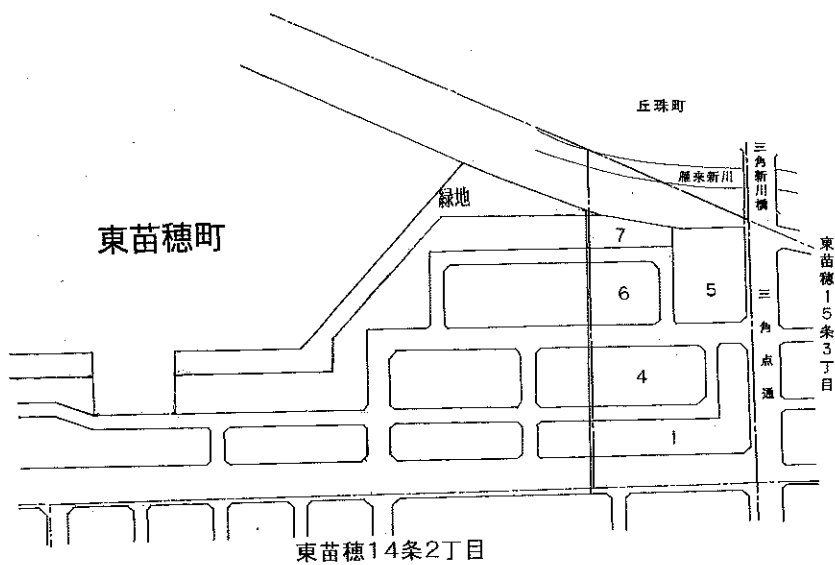 丘珠町
三角新川橋
雁来新川
緑地
東苗穂町
7
東苗穂15条3丁目
6
5
三角点通
4
1
東苗穂14条2丁目